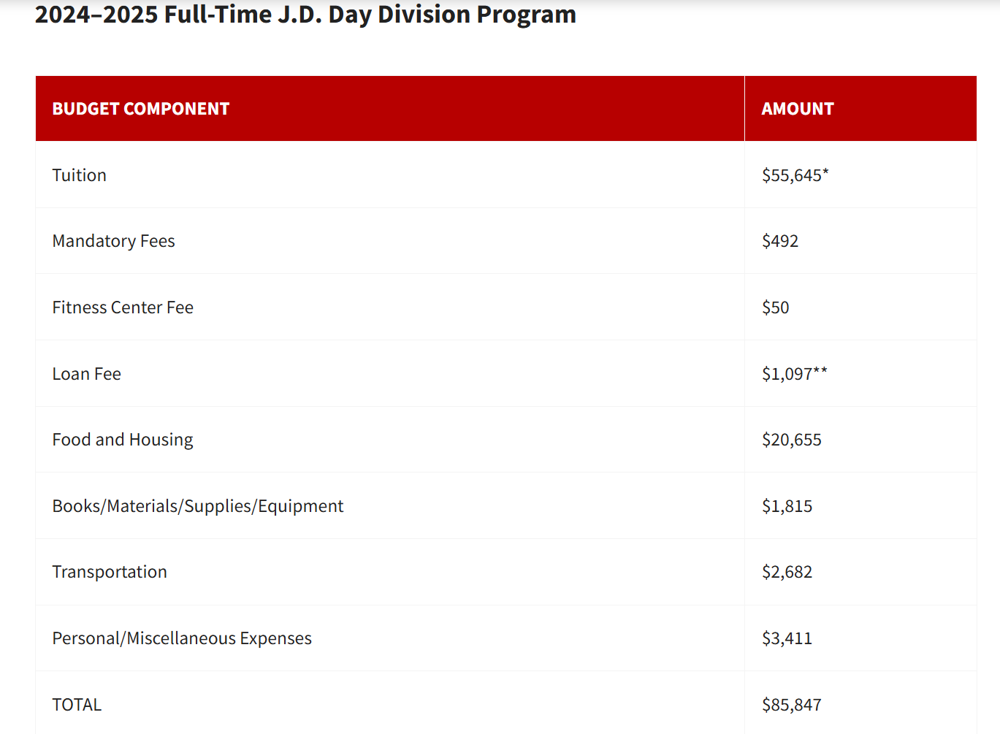 2024–2025 Full-Time J.D. Day Division Program
BUDGET COMPONENT AMOUNT
Tuition $55,645*
Mandatory Fees $492
Fitness Center Fee $50
Loan Fee $1,097**
Food and Housing $20,655
Books/Materials/Supplies/Equipment $1,815
Transportation $2,682
Personal/Miscellaneous Expenses $3,411
TOTAL $85,847